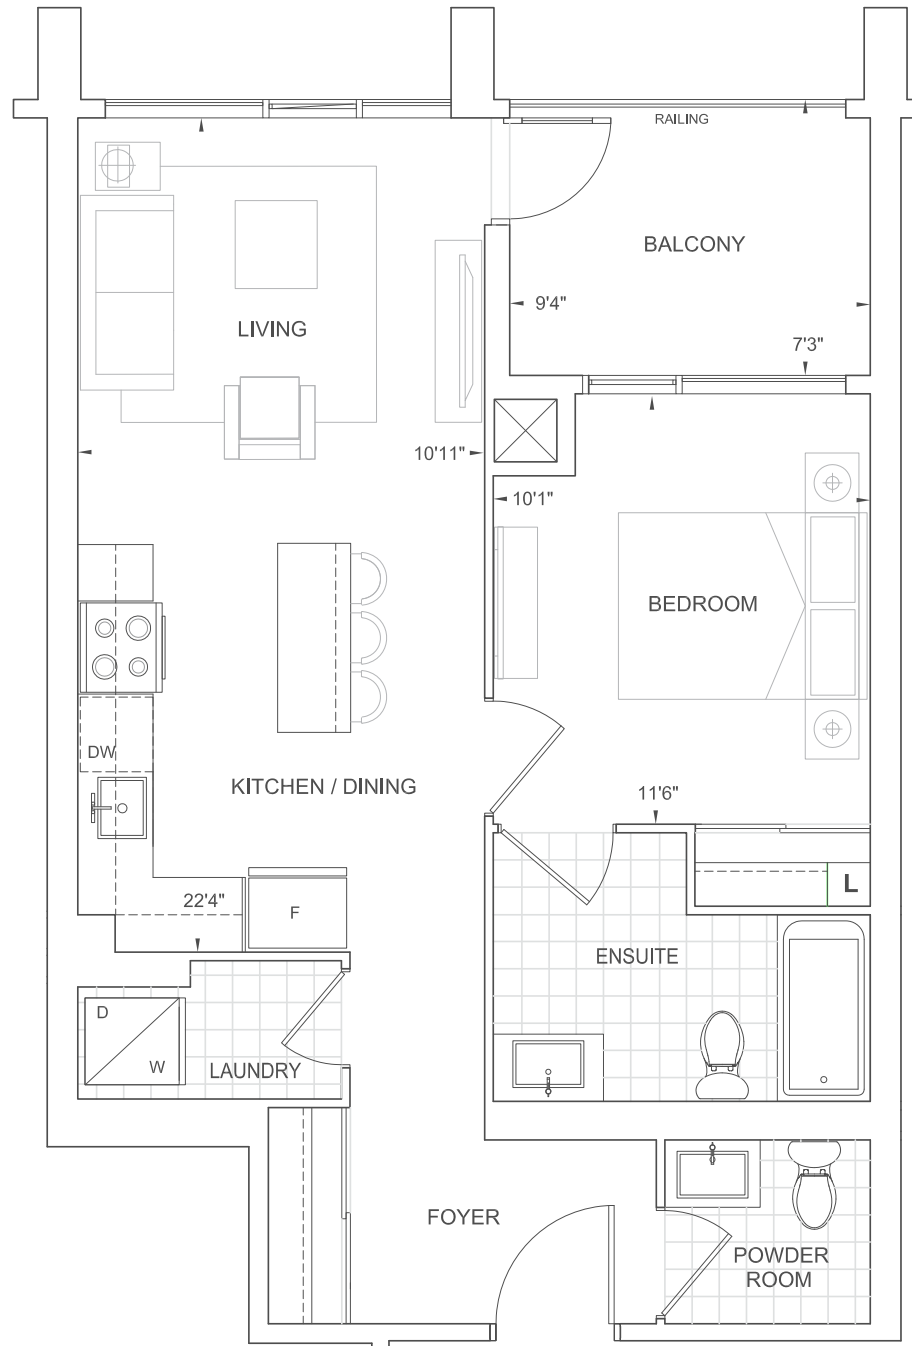 RAILING
BALCONY
9'4"
LIVING
7'3"
10'11"
10'1"
BEDROOM
DW
KITCHEN / DINING
11'6"
L
22'4"
F
ENSUITE
D
W
LAUNDRY
FOYER
POWDER
ROOM